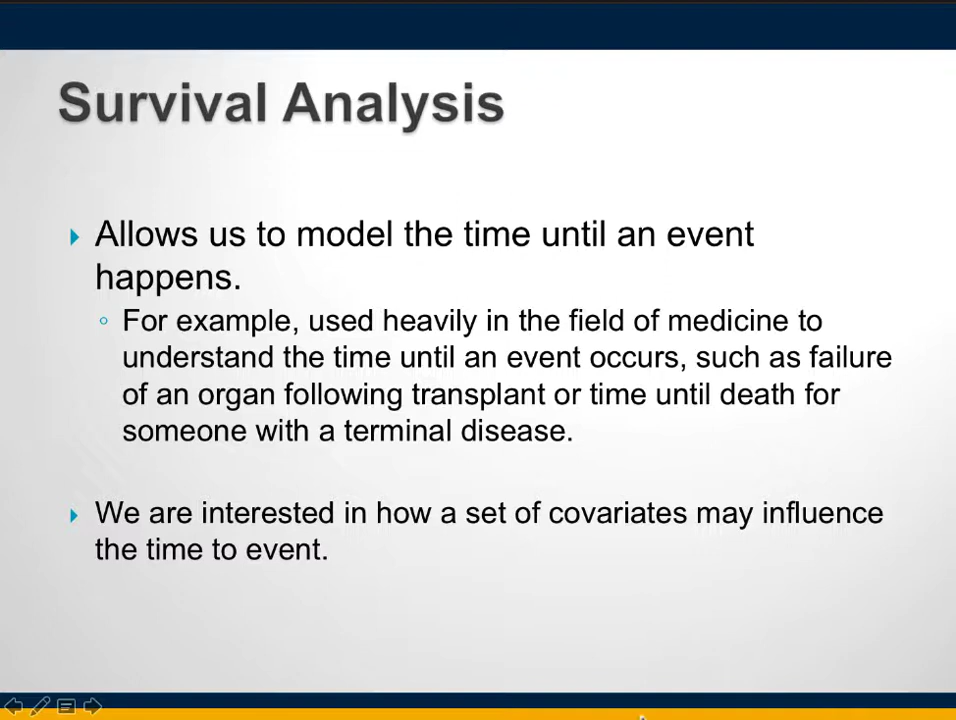 Survival Analysis
Allows us to model the time until an event
happens.
For example, used heavily in the field of medicine to
understand the time until an event occurs, such as failure
of an organ following transplant or time until death for
someone with a terminal disease.
We are interested in how a set of covariates may influence
the time to event.